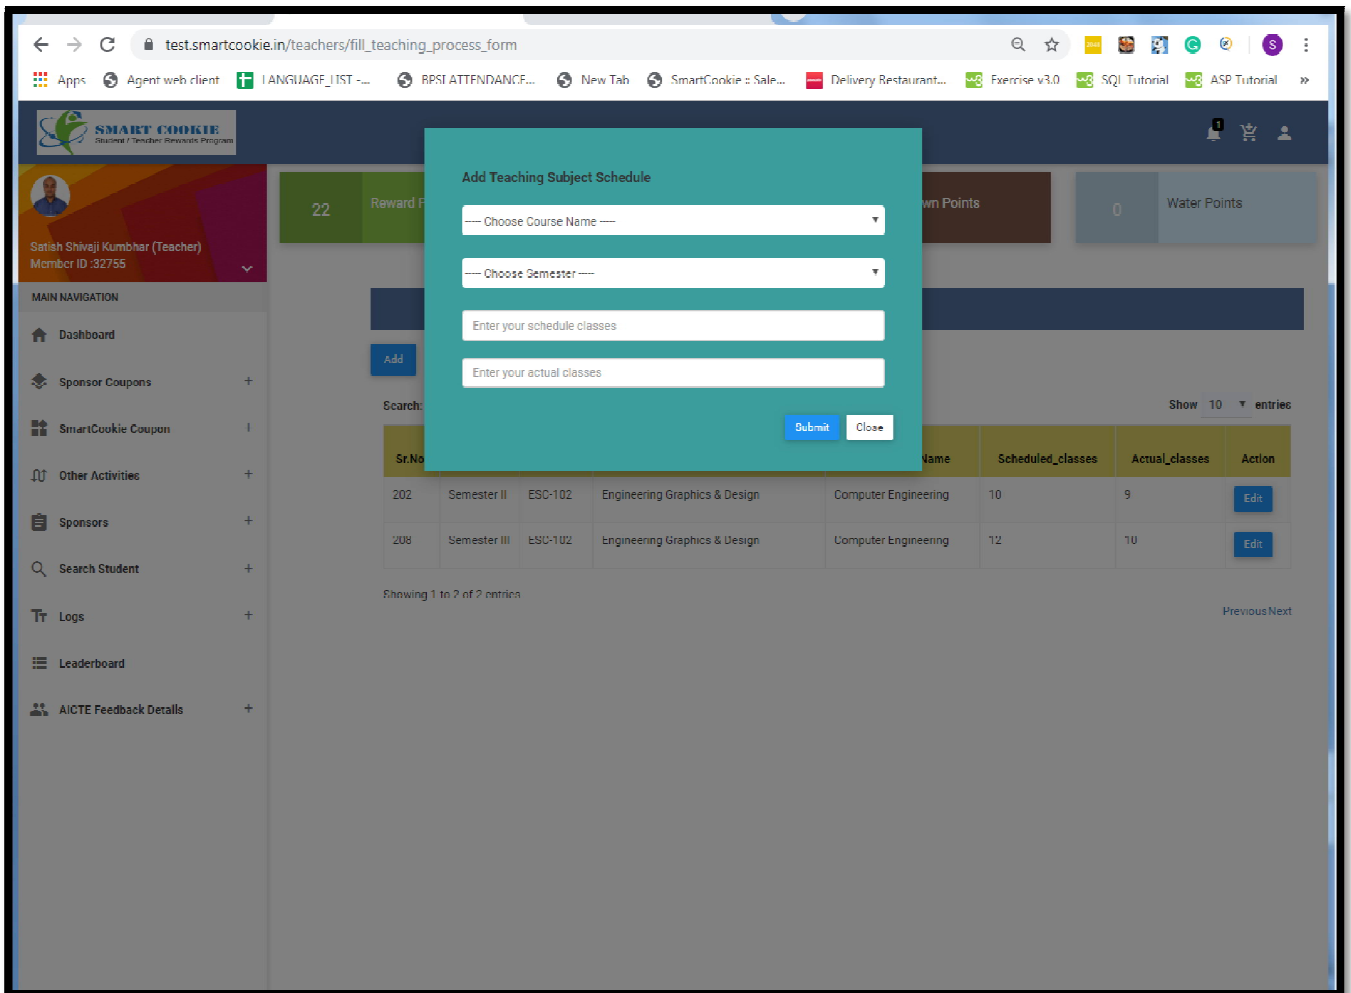 test.smartcookie.in/teachers/fill_teaching_process_form
Apps Agent web client LANGUAGE_LIST -... BPSI ATTENDANCE... New Tab SmartCookie :: Sale... Delivery Restaurant... Exercise v3.0 SQL Tutorial ASP Tutorial »
SMART COOKIE
Student / Teacher Rewards Program
1
Satish Shivaji Kumbhar (Teacher)
Member ID :32755
MAIN NAVIGATION
Dashboard
Sponsor Coupons +
SmartCookie Coupon +
Other Activities +
Sponsors +
Search Student +
Logs +
Leaderboard
AICTE Feedback Details +
22 Reward
Points
0 Water Points
Add Teaching Subject Schedule
---- Choose Course Name ----
---- Choose Semester ----
Enter your schedule classes
Enter your actual classes
Submit Close
Add
Search:
Show 10 entries
Sr.No Name Scheduled_classes Actual_classes Action
202 Semester II ESC-102 Engineering Graphics & Design Computer Engineering 10 9 Edit
208 Semester III ESC-102 Engineering Graphics & Design Computer Engineering 12 10 Edit
Showing 1 to 2 of 2 entries
Previous Next